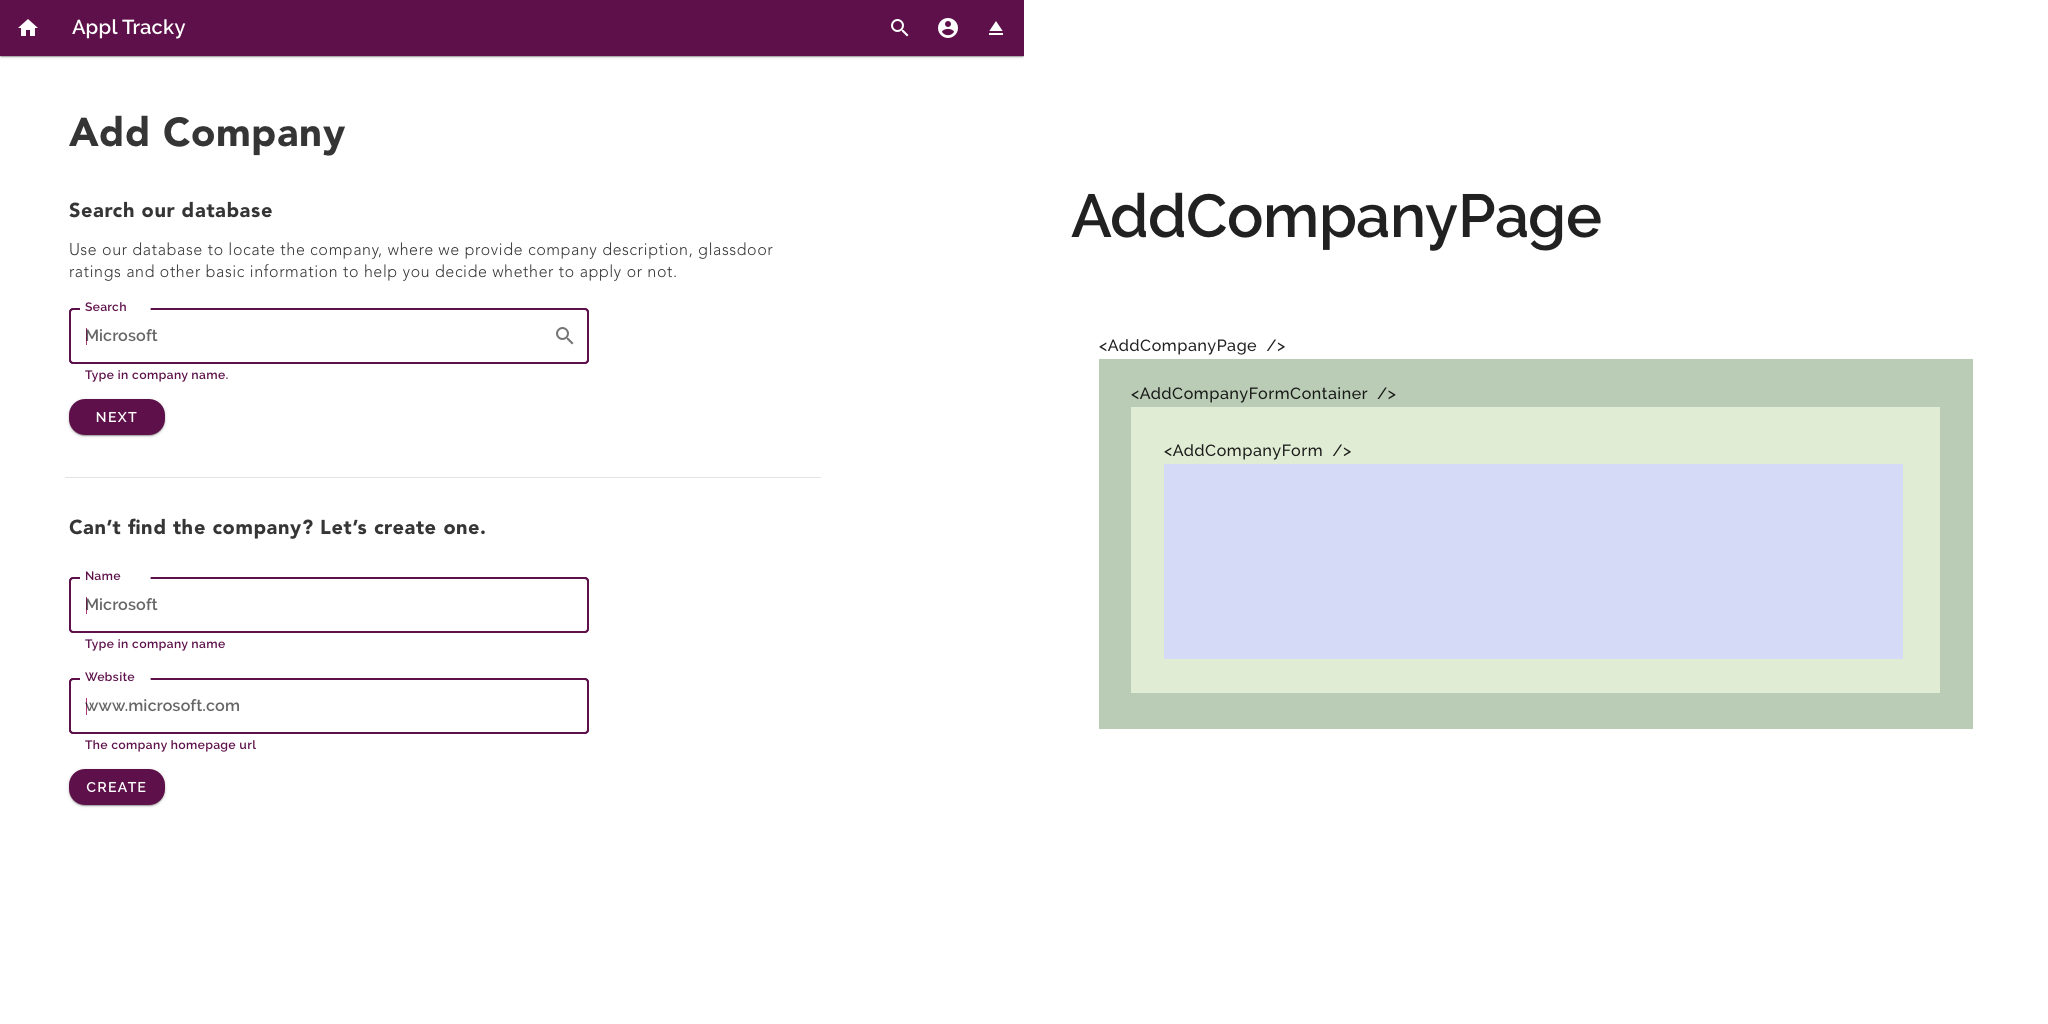 Appl Tracky
Add Company
Search our database
Use our database to locate the company, where we provide company description, glassdoor
ratings and other basic information to help you decide whether to apply or not.
Search
Microsoft
Type in company name.
NEXT
Can’t find the company? Let’s create one.
Name
Microsoft
Type in company name
Website
www.microsoft.com
The company homepage url
CREATE
AddCompanyPage
<AddCompanyPage />
<AddCompanyFormContainer />
<AddCompanyForm />